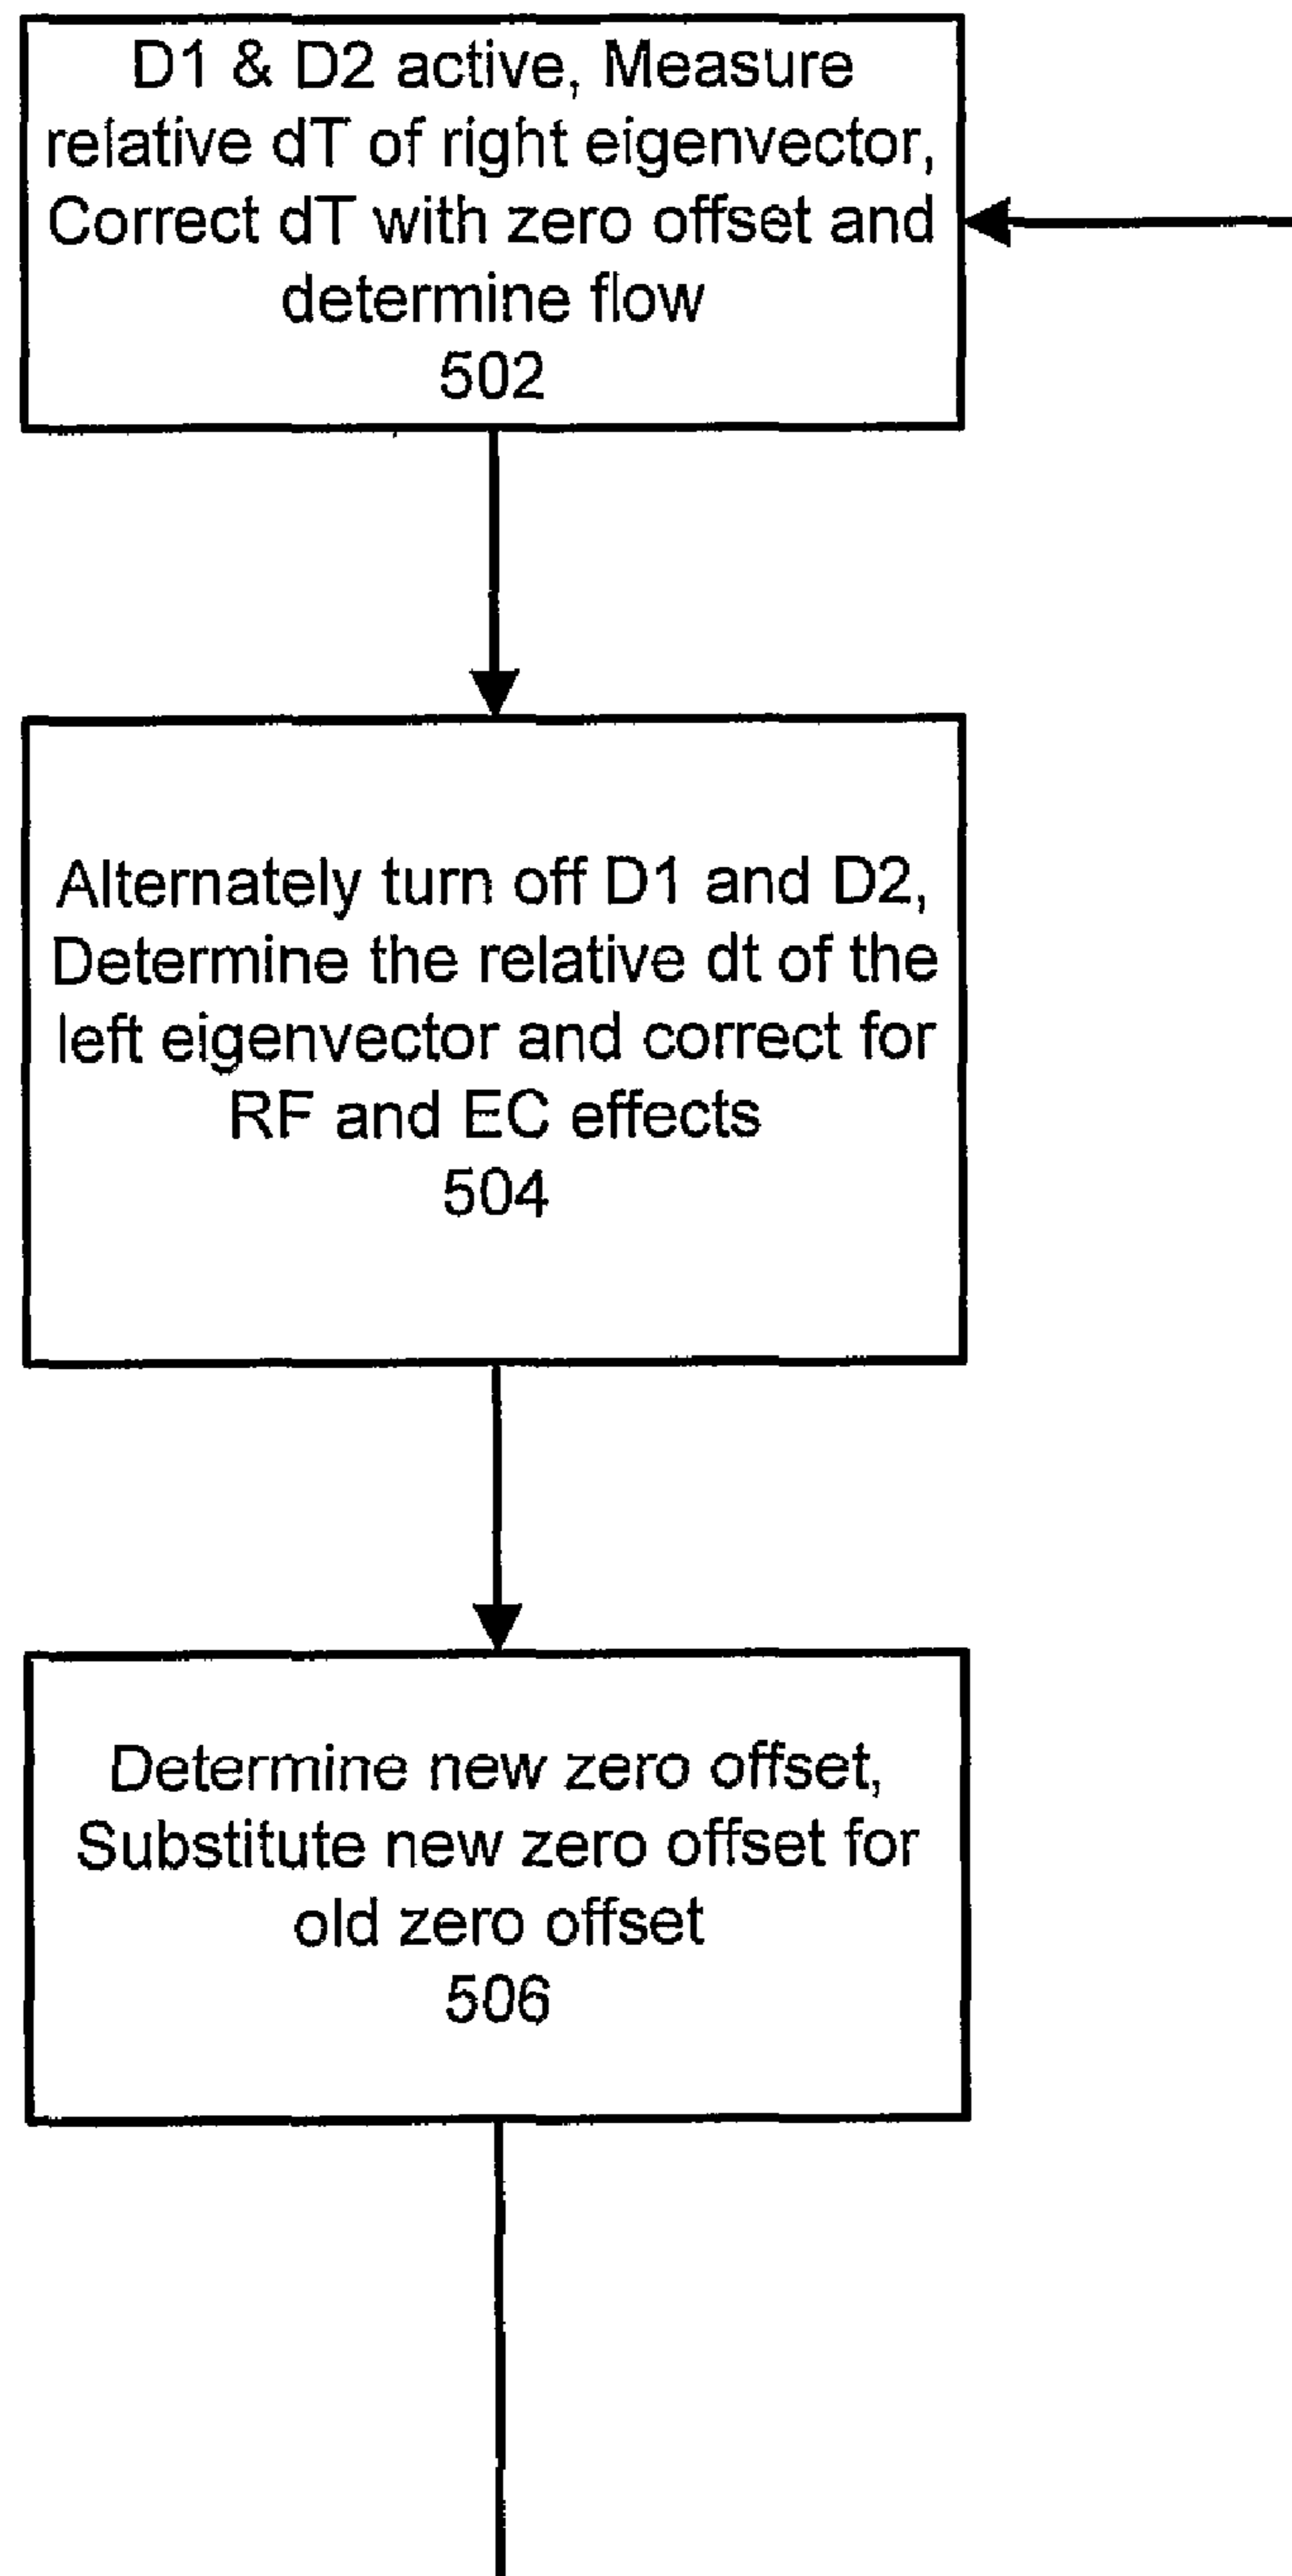 D1 & D2 active, Measure
relative dT of right eigenvector,
Correct dT with zero offset and
determine flow
502
Alternately turn off D1 and D2,
Determine the relative dt of the
left eigenvector and correct for
RF and EC effects
504
Determine new zero offset,
Substitute new zero offset for
old zero offset
506